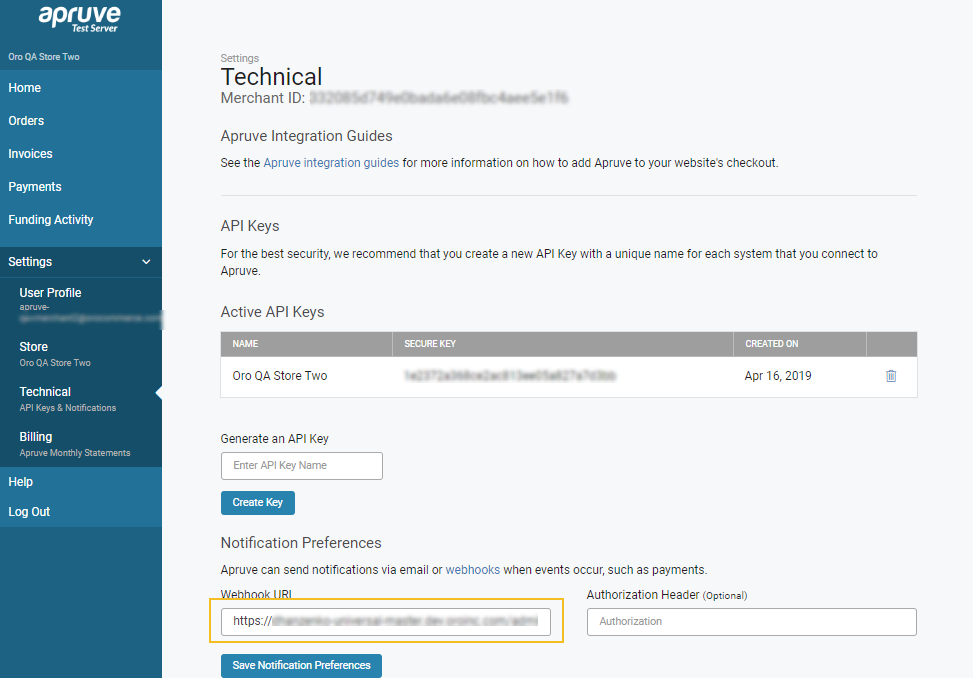 apruve
Test Server
Oro QA Store Two
Home
Orders
Invoices
Payments
Funding Activity
Settings
User Profile
apruve-
Store
Oro QA Store Two
Technical
API Keys & Notifications
Billing
Apruve Monthly Statements
Help
Log Out
Settings
Technical
Merchant ID:
Apruve Integration Guides
See the Apruve integration guides for more information on how to add Apruve to your website's checkout.
API Keys
For the best security, we recommend that you create a new API Key with a unique name for each system that you connect to
Apruve.
Active API Keys
NAME SECURE KEY CREATED ON
Oro QA Store Two Apr 16, 2019
Generate an API Key
Enter API Key Name
Create Key
Notification Preferences
Apruve can send notifications via email or webhooks when events occur, such as payments.
Webhook URL Authorization Header (Optional)
https:// Authorization
Save Notification Preferences